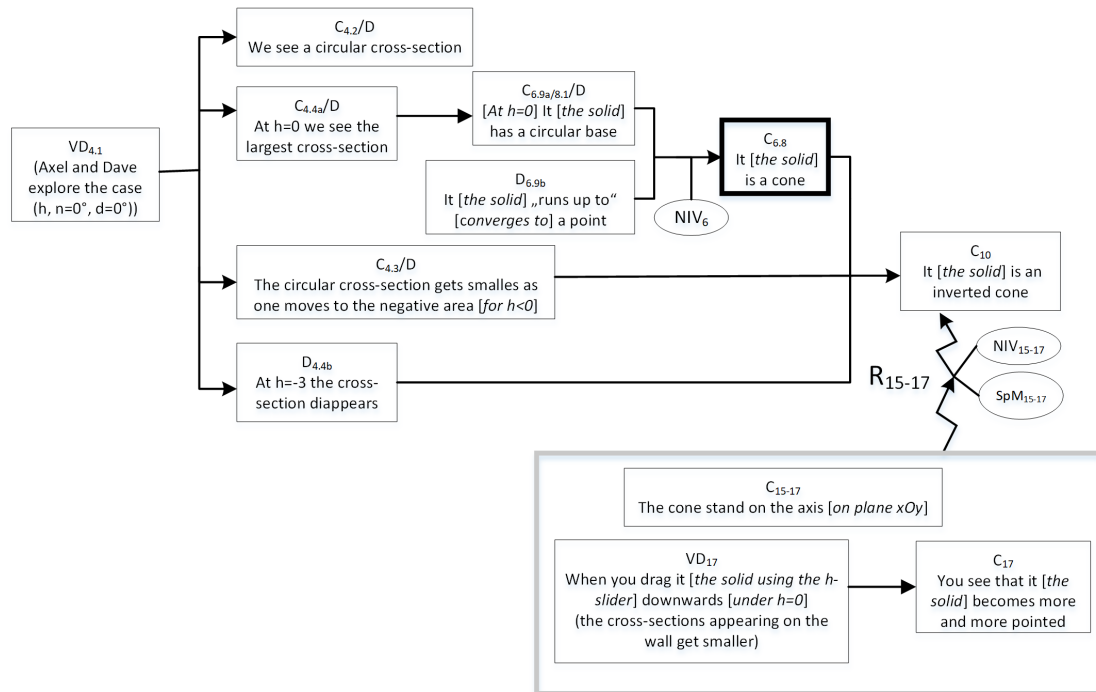 C4.2/D
We see a circular cross-section
C4.4a/D
At h=0 we see the
largest cross-section
C6.9a/8.1/D
[At h=0] It [the solid]
has a circular base
VD4.1
(Axel and Dave
explore the case
(h, n=0°, d=0°))
D6.9b
It [the solid] „runs up to“
[converges to] a point
NIV6
C6.8
It [the solid]
is a cone
C4.3/D
The circular cross-section gets smalles as
one moves to the negative area [for h<0]
C10
It [the solid] is an
inverted cone
D4.4b
At h=-3 the cross-
section diappears
R15-17
NIV15-17
SpM15-17
C15-17
The cone stand on the axis [on plane xOy]
VD17
When you drag it [the solid using the h-
slider] downwards [under h=0]
(the cross-sections appearing on the
wall get smaller)
C17
You see that it [the
solid] becomes more
and more pointed